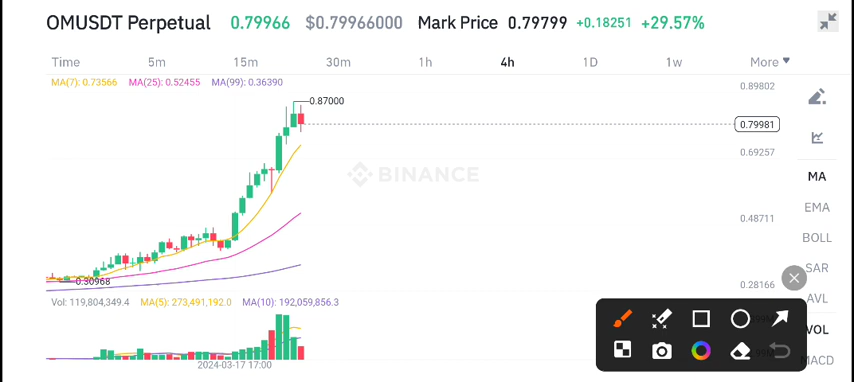 OMUSDT Perpetual 0.79966 $0.79966000 Mark Price 0.79799 +0.18251 +29.57%
Time 5m 15m 30m 1h 4h 1D 1w More
MA(7): 0.73566 MA(25): 0.52455 MA(99): 0.36390
0.89802
0.87000
0.79981
0.69257
BINANCE
MA
EMA
0.48711
BOLL
SAR
0.30968
0.28166
AVL
Vol: 119,804,349.4 MA(5): 273,491,192.0 MA(10): 192,059,856.3
VOL
MACD
2024-03-17 17:00